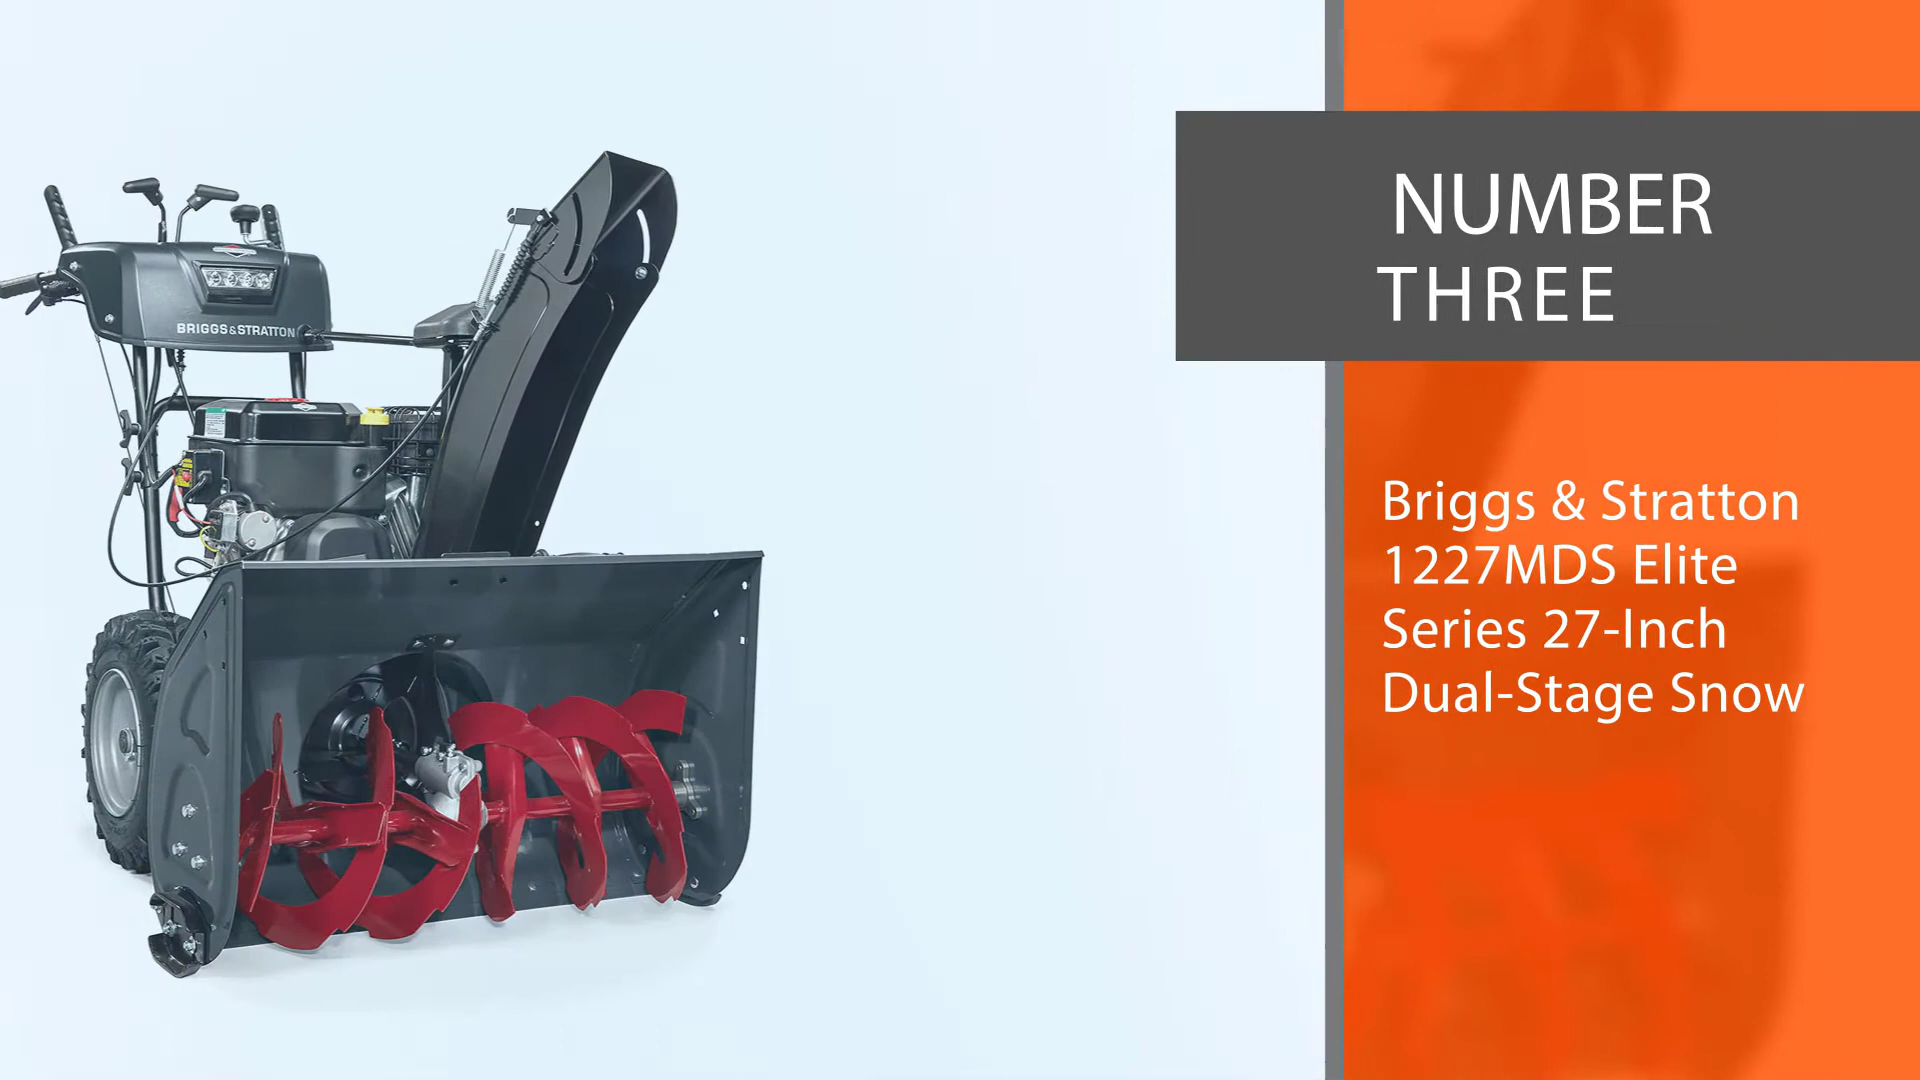 NUMBER
THREE
Briggs & Stratton
1227MDS Elite
Series 27-Inch
Dual-Stage Snow
BRIGGS & STRATTON